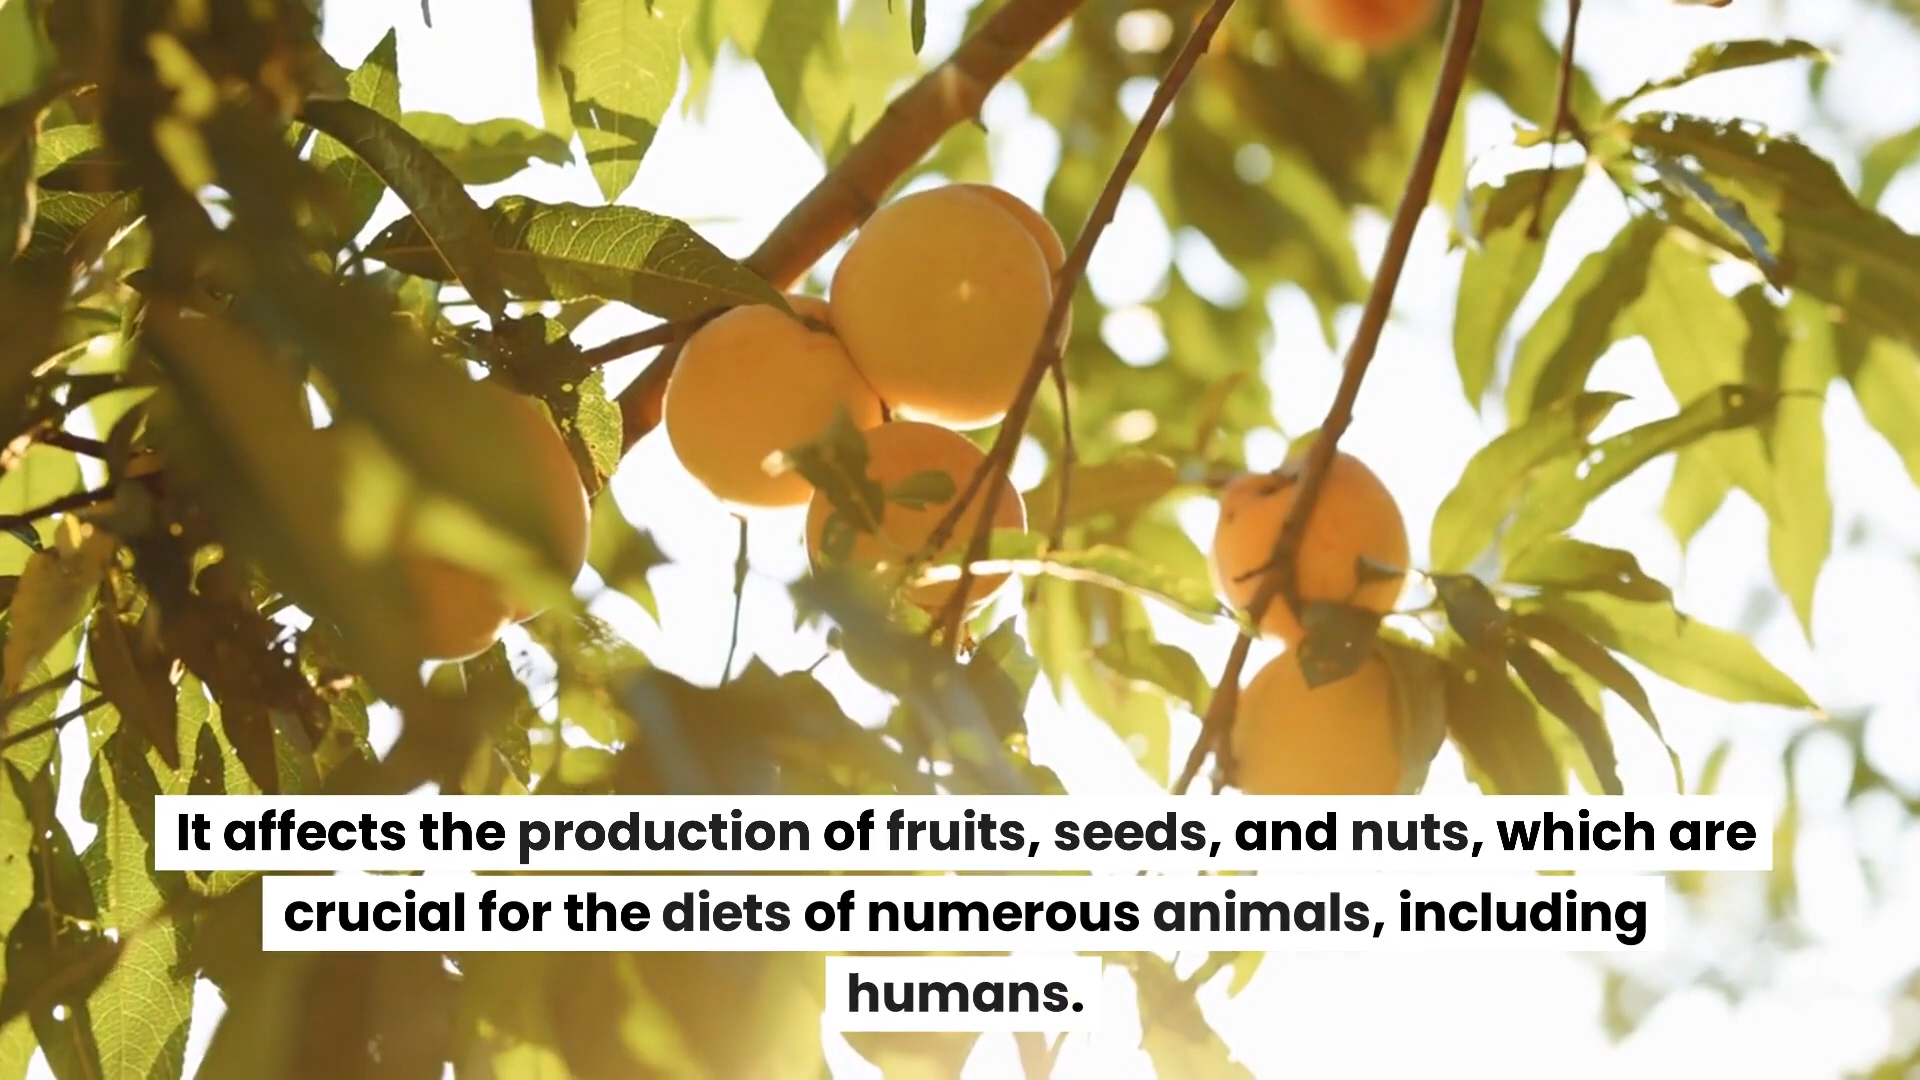 It affects the production of fruits, seeds, and nuts, which are
crucial for the diets of numerous animals, including
humans.